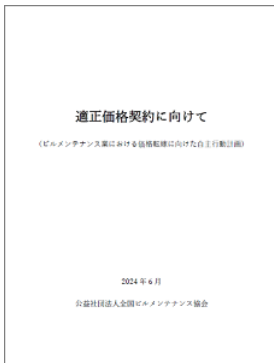 適正価格契約に向けて
(ビルメンテナンス業における価格転嫁に向けた自主行動計画)
2024年6月
公益社団法人全国ビルメンテナンス協会